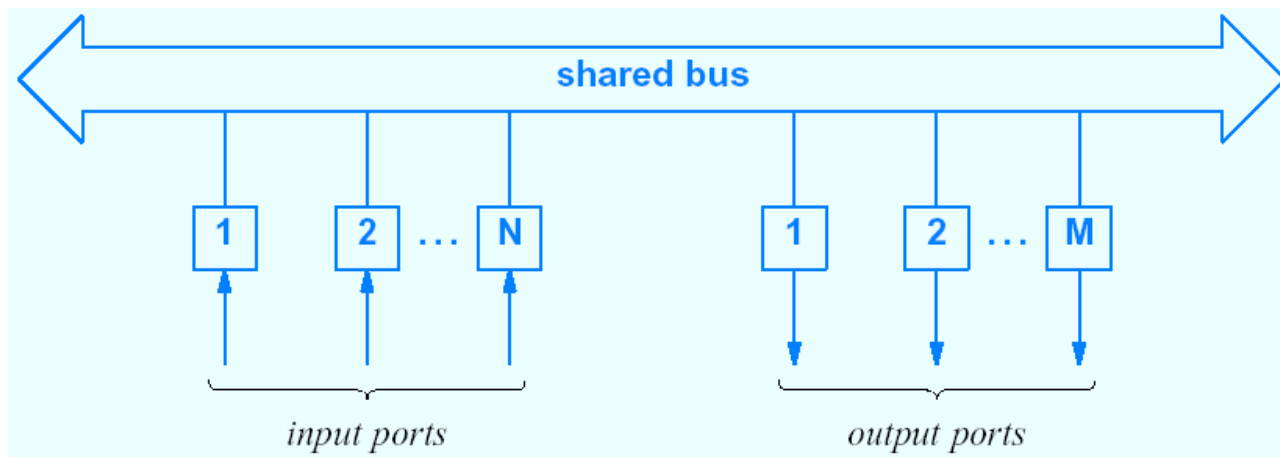 shared bus
1 2 ... N 1 2 ... M
input ports output ports